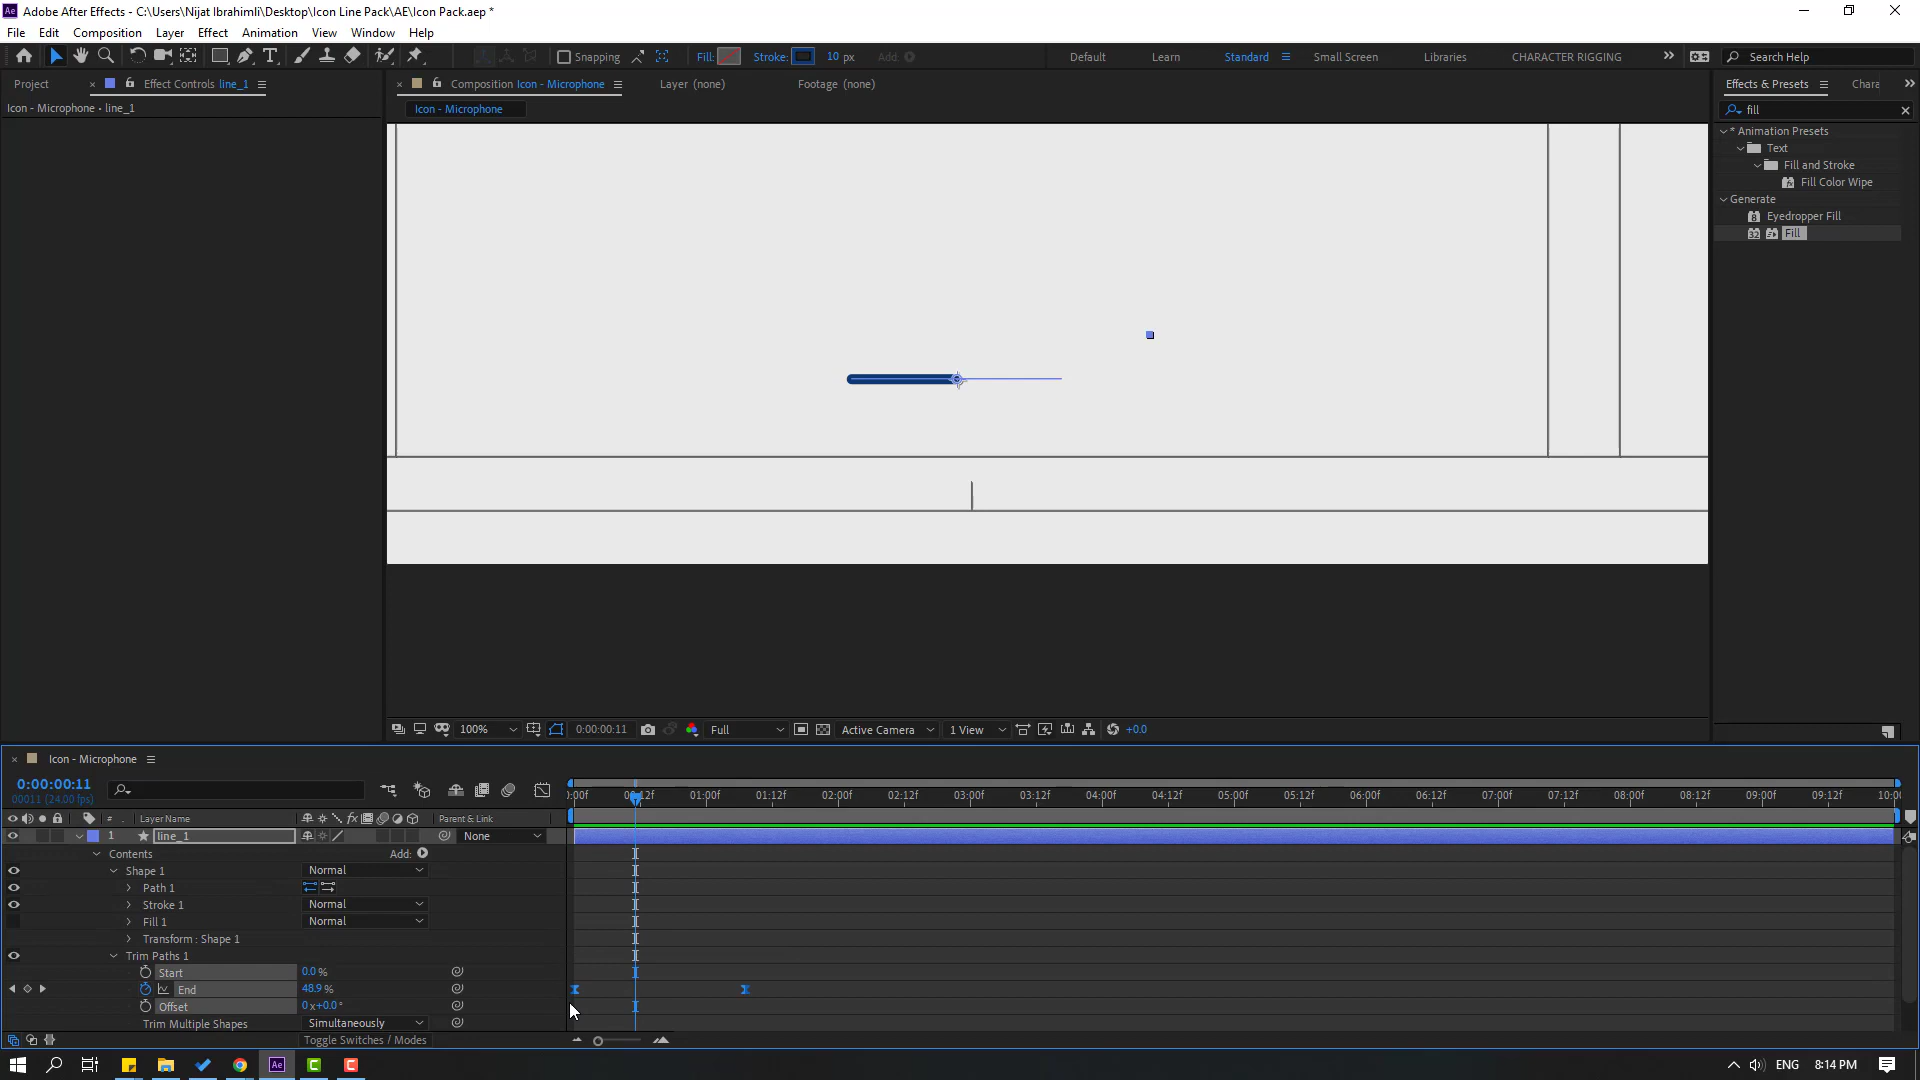 Adobe After Effects - C:\Users\Nijat Ibrahimli\Desktop\Icon Line Pack\AE\Icon Pack.aep *
File Edit Composition Layer Effect Animation View Window Help
Snapping Fill: Stroke: 10 px Add: Default Learn Standard Small Screen Libraries CHARACTER RIGGING Search Help
Project Effect Controls line_1 Composition Icon - Microphone Layer (none) Footage (none) Effects & Presets Chara
Icon - Microphone • line_1 Icon - Microphone fill
* Animation Presets
Text
Fill and Stroke
Fill Color Wipe
Generate
Eyedropper Fill
Fill
100% 0:00:00:11 Full Active Camera 1 View +0.0
Icon - Microphone
0:00:00:11
00011 (24.00 fps)
:00f 00:12f 01:00f 01:12f 02:00f 02:12f 03:00f 03:12f 04:00f 04:12f 05:00f 05:12f 06:00f 06:12f 07:00f 07:12f 08:00f 08:12f 09:00f 09:12f 10:00
# Layer Name Parent & Link
1 line_1 None
Contents Add:
Shape 1 Normal
Path 1
Stroke 1 Normal
Fill 1 Normal
Transform : Shape 1
Trim Paths 1
Start 0.0 %
End 48.9 %
Offset 0 x+0.0 °
Trim Multiple Shapes Simultaneously
Toggle Switches / Modes
ENG 8:14 PM